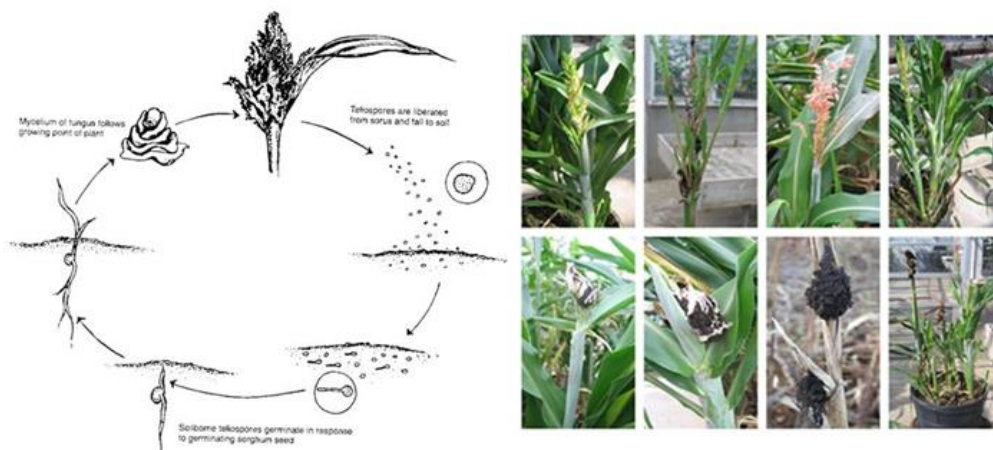 Mycelium of fungus follows
growing point of plant
Teliospores are liberated
from sorus and fall to soil
Soilborne teliospores germinate in response
to germinating sorghum seed